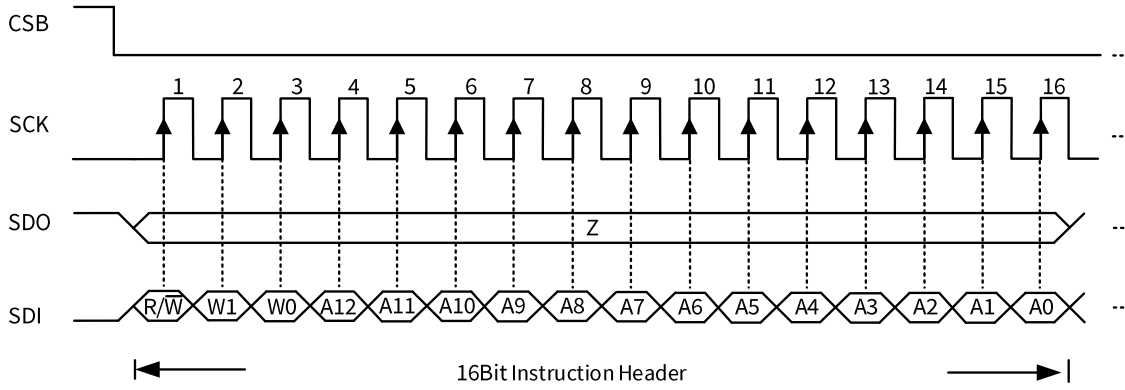 CSB
1 2 3 4 5 6 7 8 9 10 11 12 13 14 15 16
SCK
SDO Z
SDI R/W̅ W1 W0 A12 A11 A10 A9 A8 A7 A6 A5 A4 A3 A2 A1 A0
16Bit Instruction Header